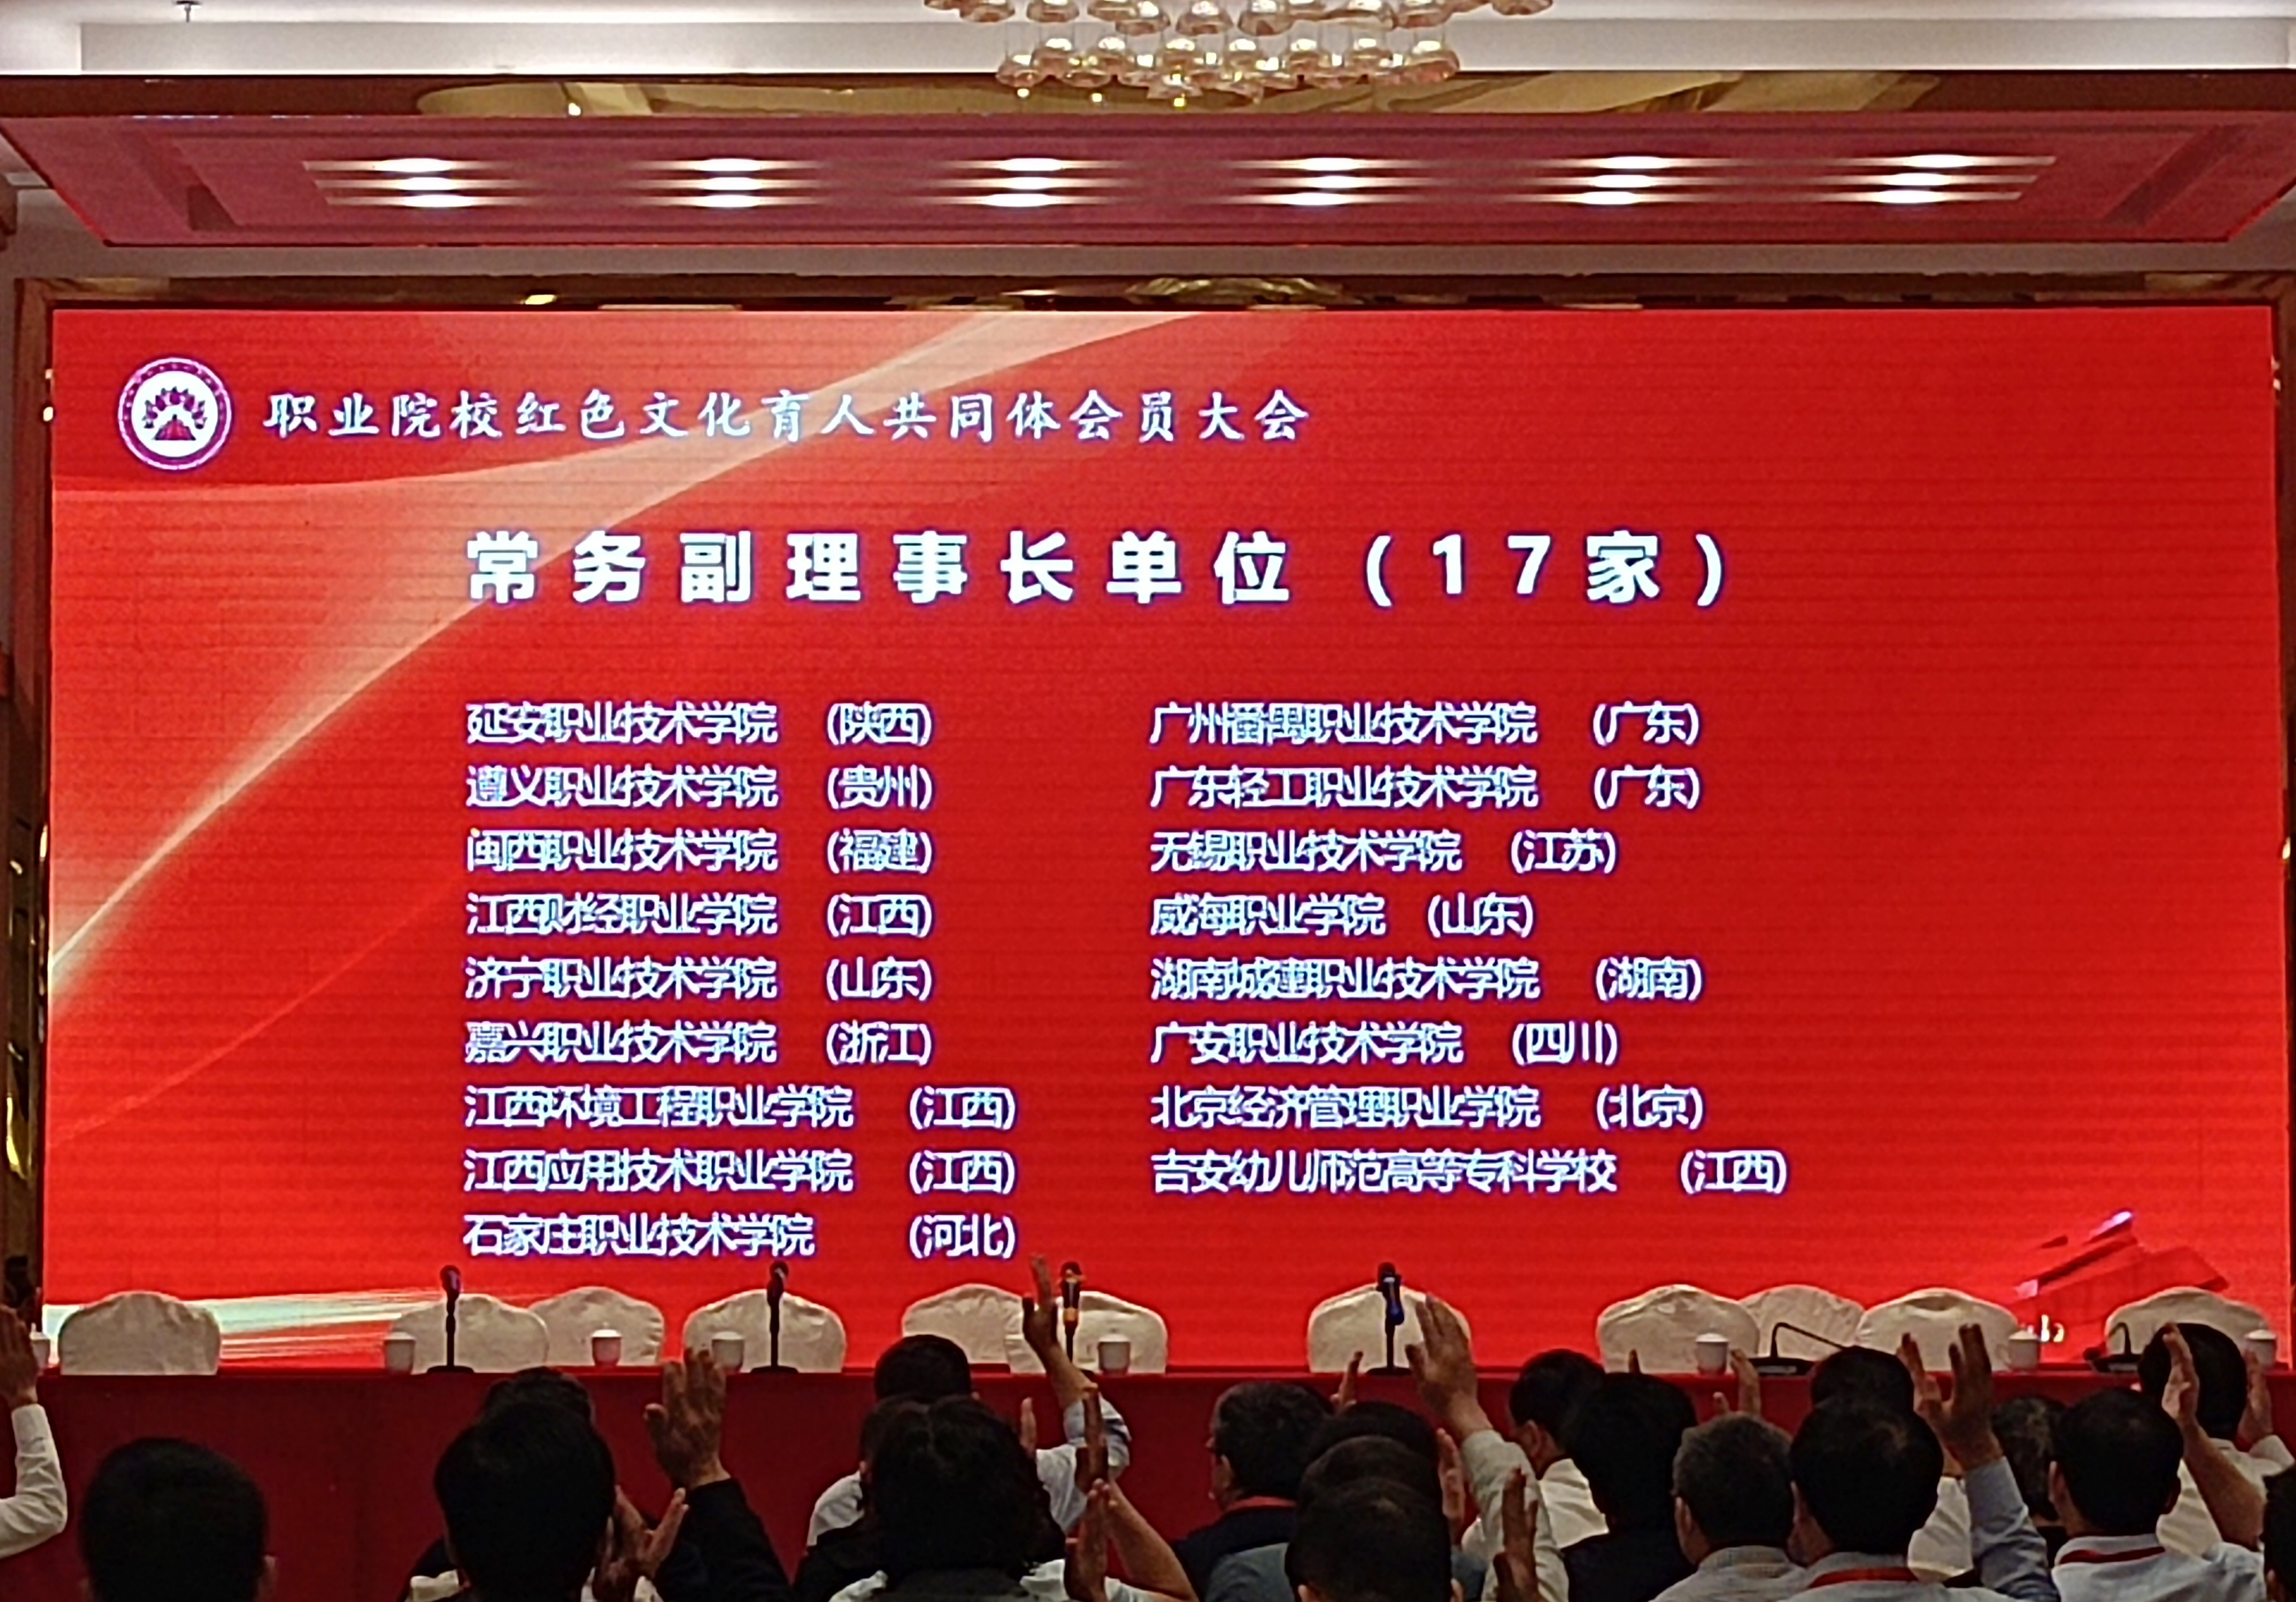 职业院校红色文化育人共同体会员大会
常务副理事长单位（17家）
延安职业技术学院 （陕西）
遵义职业技术学院 （贵州）
闽西职业技术学院 （福建）
江西财经职业学院 （江西）
济宁职业技术学院 （山东）
嘉兴职业技术学院 （浙江）
江西环境工程职业学院 （江西）
江西应用技术职业学院 （江西）
石家庄职业技术学院 （河北）
广州番禺职业技术学院 （广东）
广东轻工职业技术学院 （广东）
无锡职业技术学院 （江苏）
威海职业学院 （山东）
湖南城建职业技术学院 （湖南）
广安职业技术学院 （四川）
北京经济管理职业学院 （北京）
吉安幼儿师范高等专科学校 （江西）